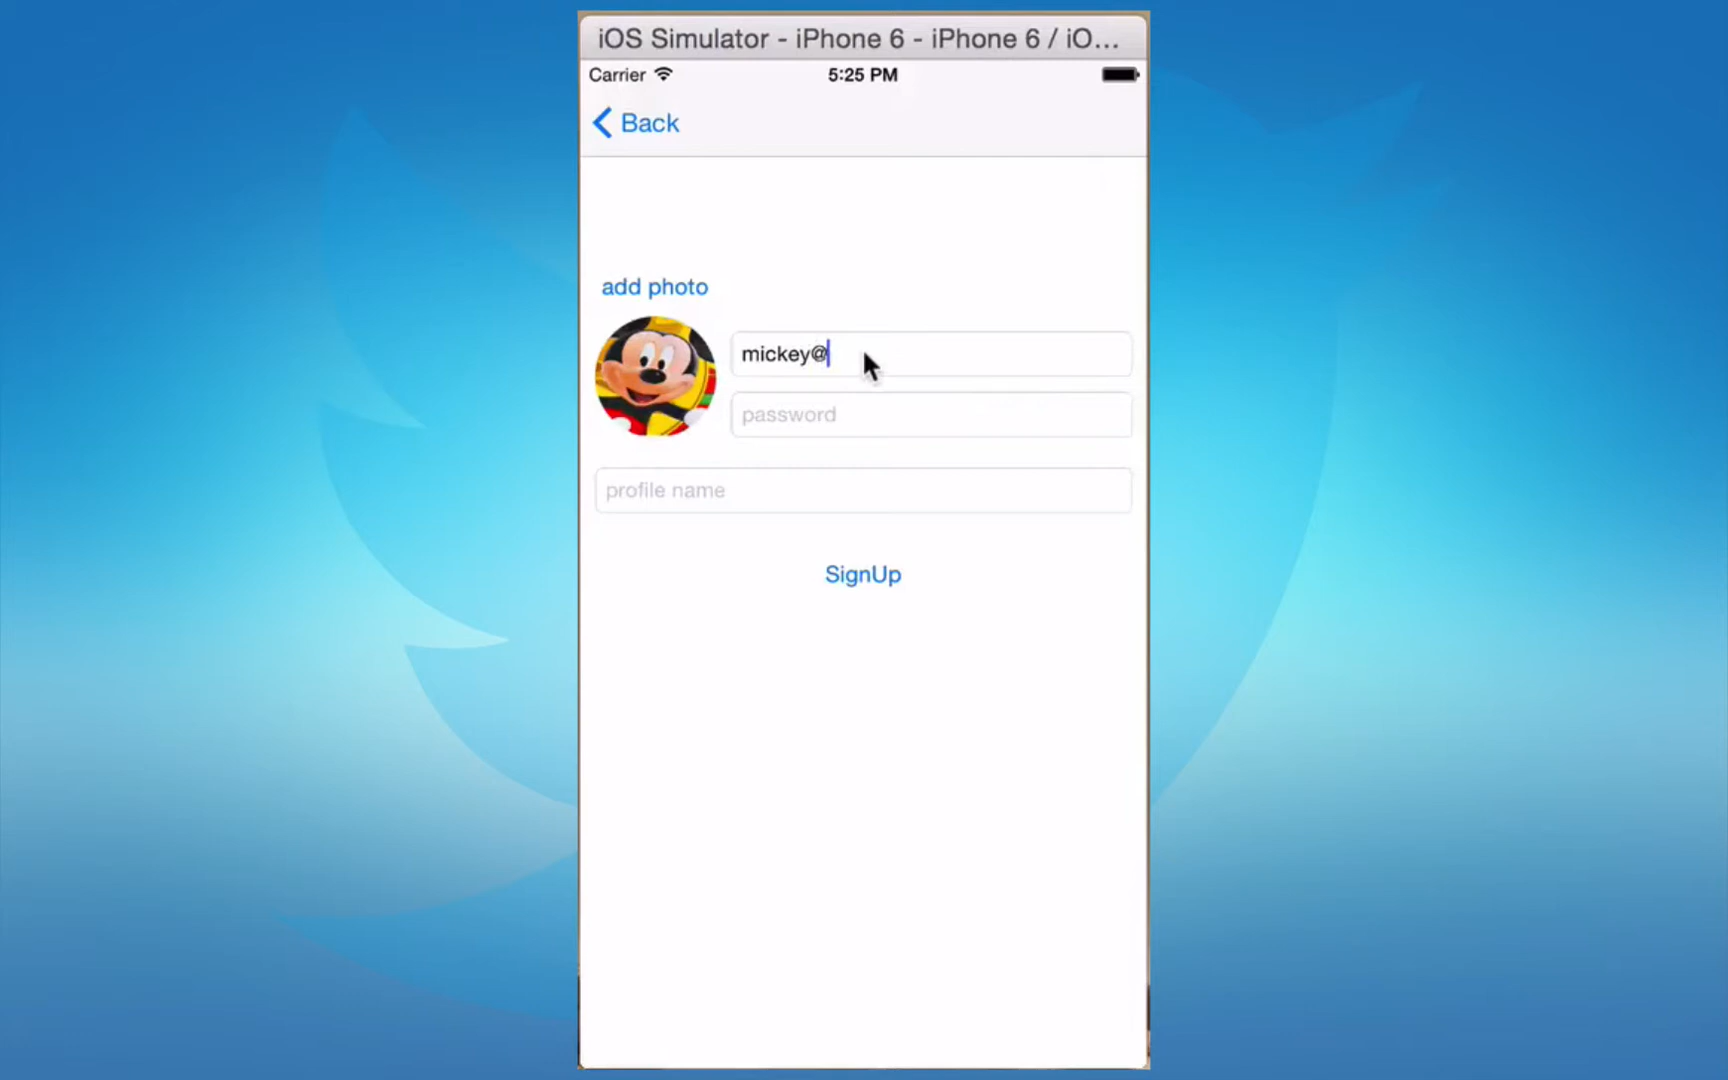 iOS Simulator - iPhone 6 - iPhone 6 / iO...
Carrier 5:25 PM
Back
add photo
mickey@
password
profile name
SignUp